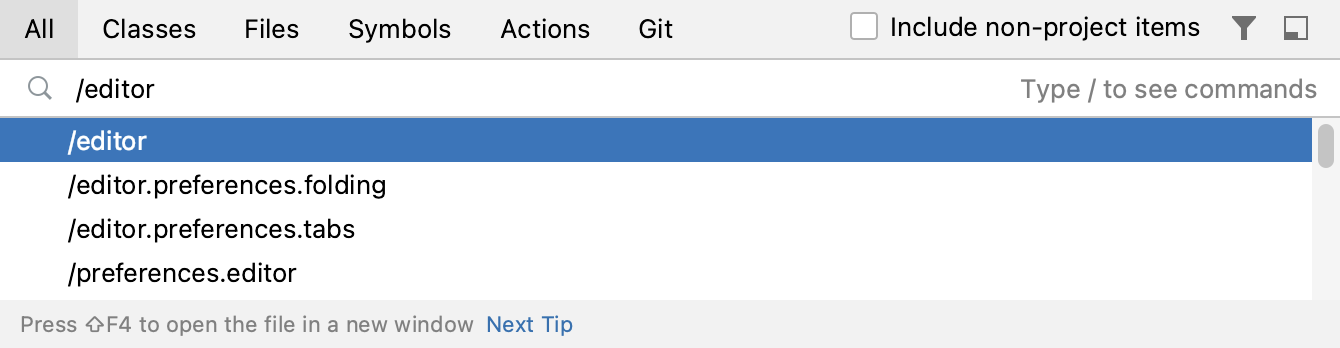 All Classes Files Symbols Actions Git Include non-project items
/editor Type / to see commands
/editor
/editor.preferences.folding
/editor.preferences.tabs
/preferences.editor
Press ⇧F4 to open the file in a new window Next Tip